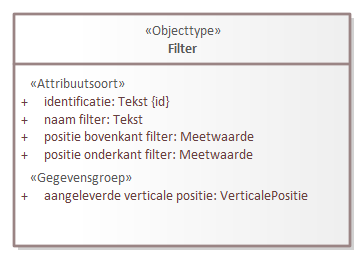 «Objecttype»
Filter
«Attribuutsoort»
+ identificatie: Tekst {id}
+ naam filter: Tekst
+ positie bovenkant filter: Meetwaarde
+ positie onderkant filter: Meetwaarde
«Gegevensgroep»
+ aangeleverde verticale positie: VerticalePositie